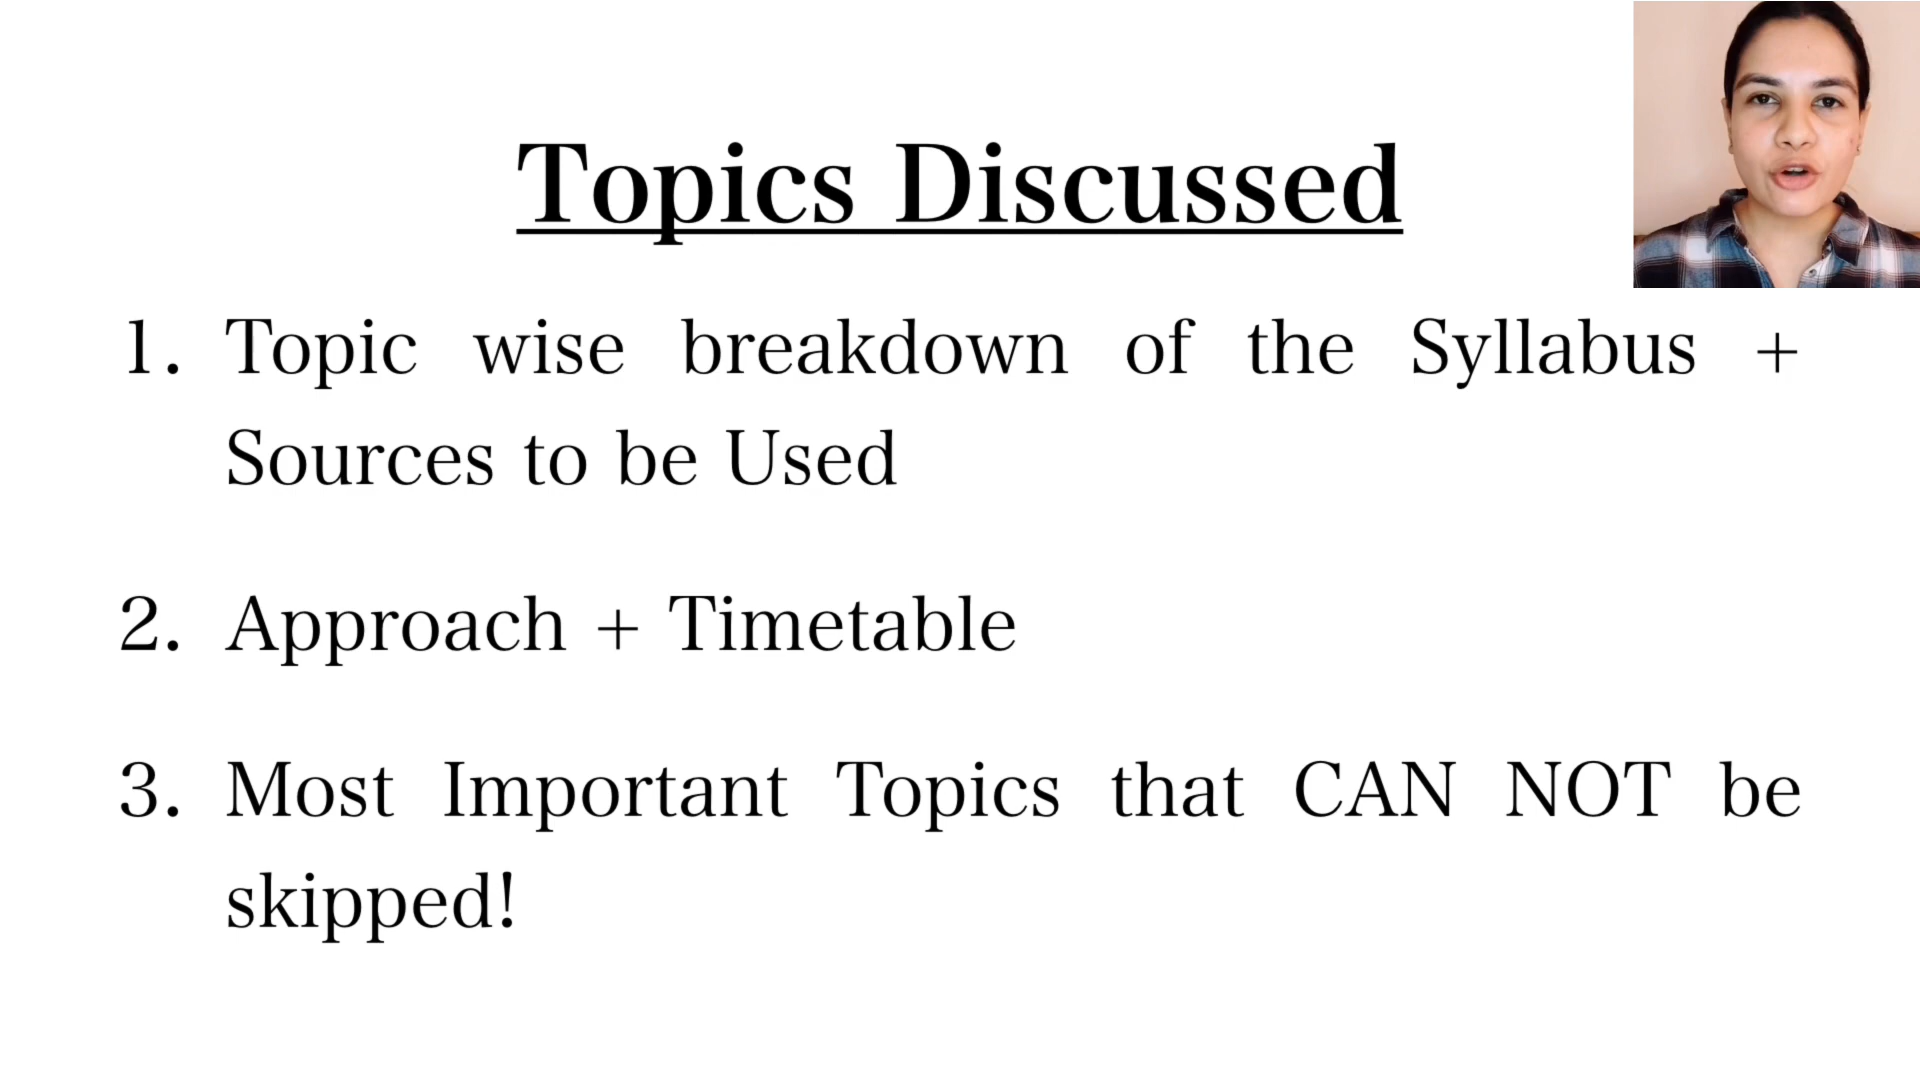 Topics Discussed
1. Topic wise breakdown of the Syllabus +
Sources to be Used
2. Approach + Timetable
3. Most Important Topics that CAN NOT be
skipped!